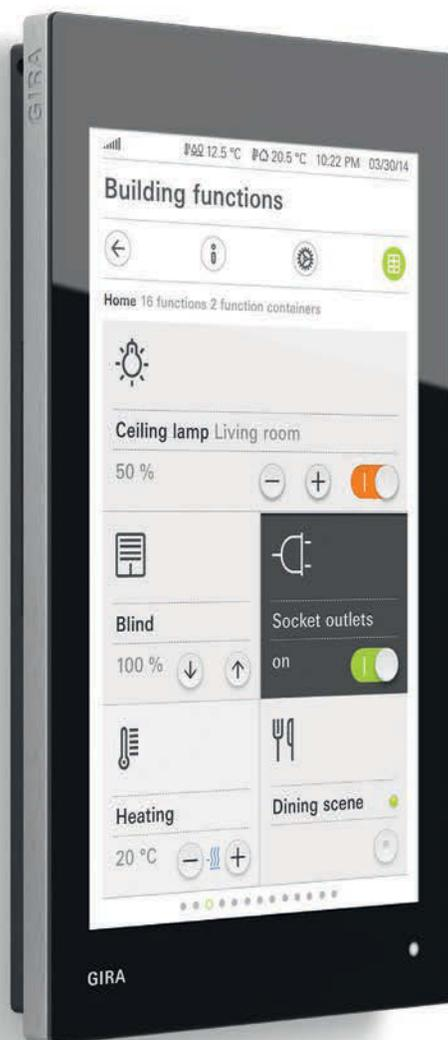 GIRA
12.5 °C 20.5 °C 10:22 PM 03/30/14
Building functions
Home 16 functions 2 function containers
Ceiling lamp Living room
50 %
Blind
100 %
Socket outlets
on
Heating
20 °C
Dining scene
GIRA